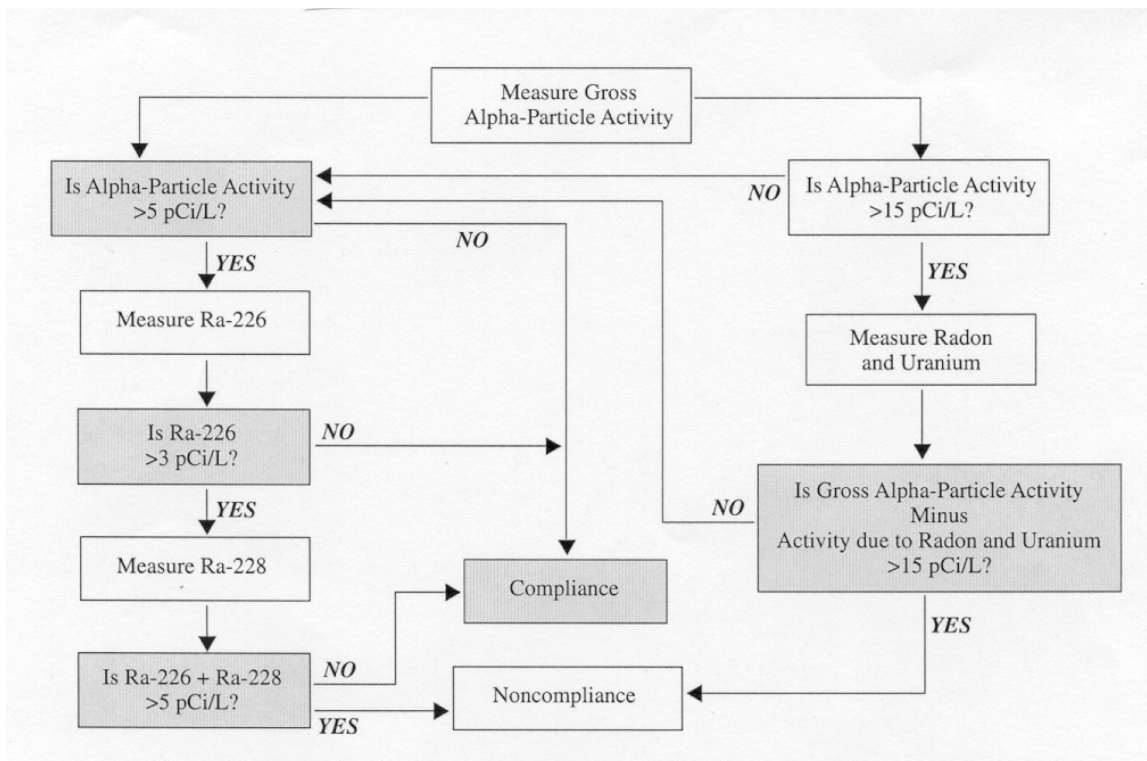 Measure Gross
Alpha-Particle Activity
Is Alpha-Particle Activity
>5 pCi/L?
NO
Is Alpha-Particle Activity
>15 pCi/L?
NO
YES
YES
Measure Ra-226
Measure Radon
and Uranium
Is Ra-226
>3 pCi/L?
NO
YES
Is Gross Alpha-Particle Activity
Minus
Activity due to Radon and Uranium
>15 pCi/L?
NO
YES
Measure Ra-228
Compliance
Is Ra-226 + Ra-228
>5 pCi/L?
NO
YES
Noncompliance